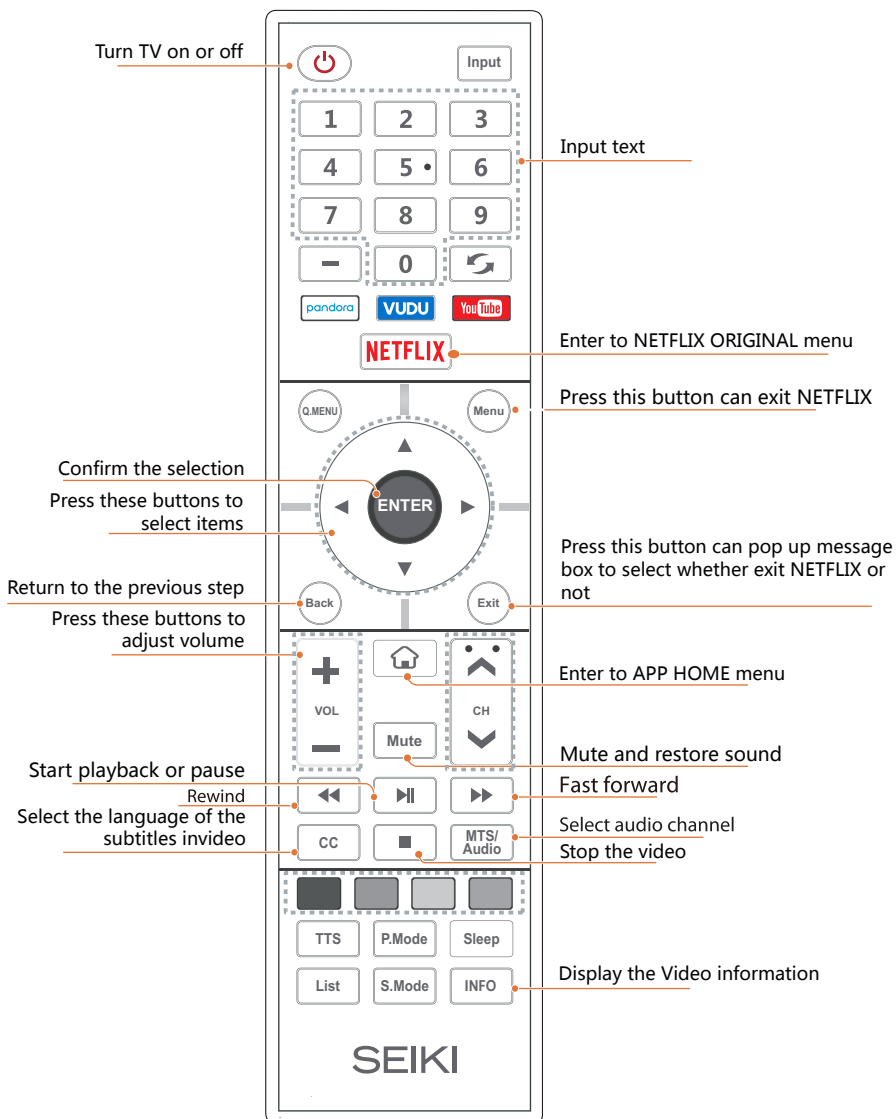 Turn TV on or off
Input
1 2 3
Input text
4 5 6
7 8 9
0
pandora VUDU YouTube
NETFLIX
Enter to NETFLIX ORIGINAL menu
Q.MENU
Menu
Press this button can exit NETFLIX
Confirm the selection
ENTER
Press these buttons to
select items
Press this button can pop up message
box to select whether exit NETFLIX or
not
Return to the previous step
Back
Exit
Press these buttons to
adjust volume
Enter to APP HOME menu
VOL
CH
Mute
Mute and restore sound
Start playback or pause
Fast forward
Rewind
Select the language of the
subtitles invideo
CC
MTS/
Audio
Select audio channel
Stop the video
TTS P.Mode Sleep
List S.Mode INFO
Display the Video information
SEIKI